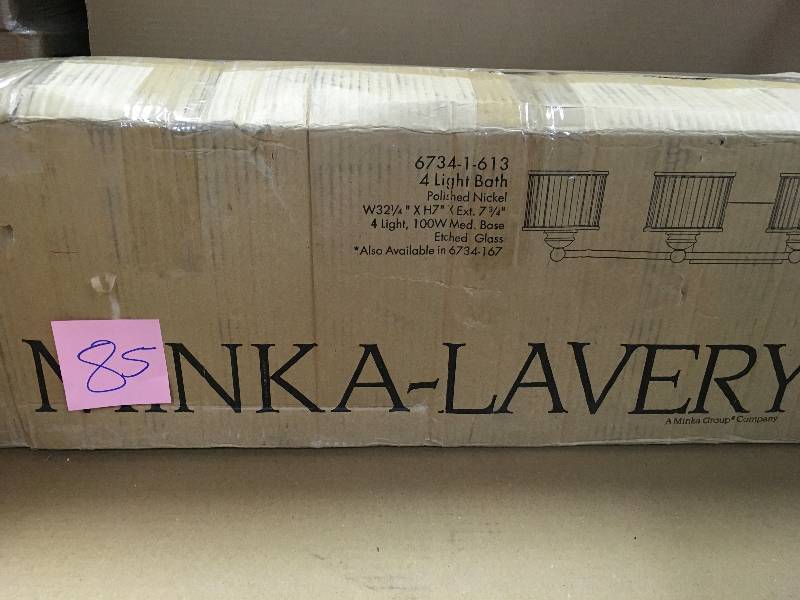 6734-1-613
4 Light Bath
Polished Nickel
W32¼" X H7" X Ext. 7¾"
4 Light, 100W Med. Base
Etched Glass
*Also Available in 6734-167
85
MINKA-LAVERY
A Minka Group® Company